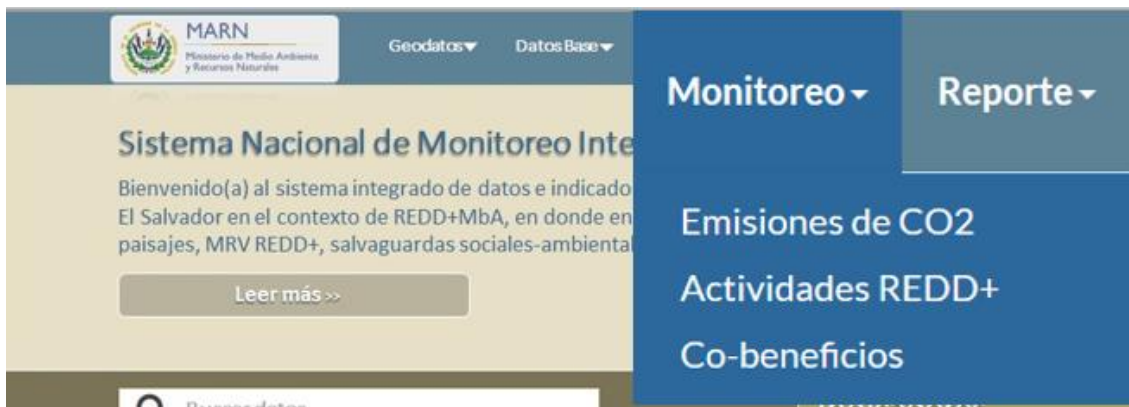 MARN
Ministerio de Medio Ambiente
y Recursos Naturales
Geodatos
Datos Base
Monitoreo
Reporte
Sistema Nacional de Monitoreo Inte
Bienvenido(a) al sistema integrado de datos e indicado
El Salvador en el contexto de REDD+MbA, en donde en
paisajes, MRV REDD+, salvaguardas sociales-ambiental
Leer más >>
Emisiones de CO2
Actividades REDD+
Co-beneficios